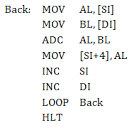 Back: MOV AL, [SI]
MOV BL, [DI]
ADC AL, BL
MOV [SI+4], AL
INC SI
INC DI
LOOP Back
HLT